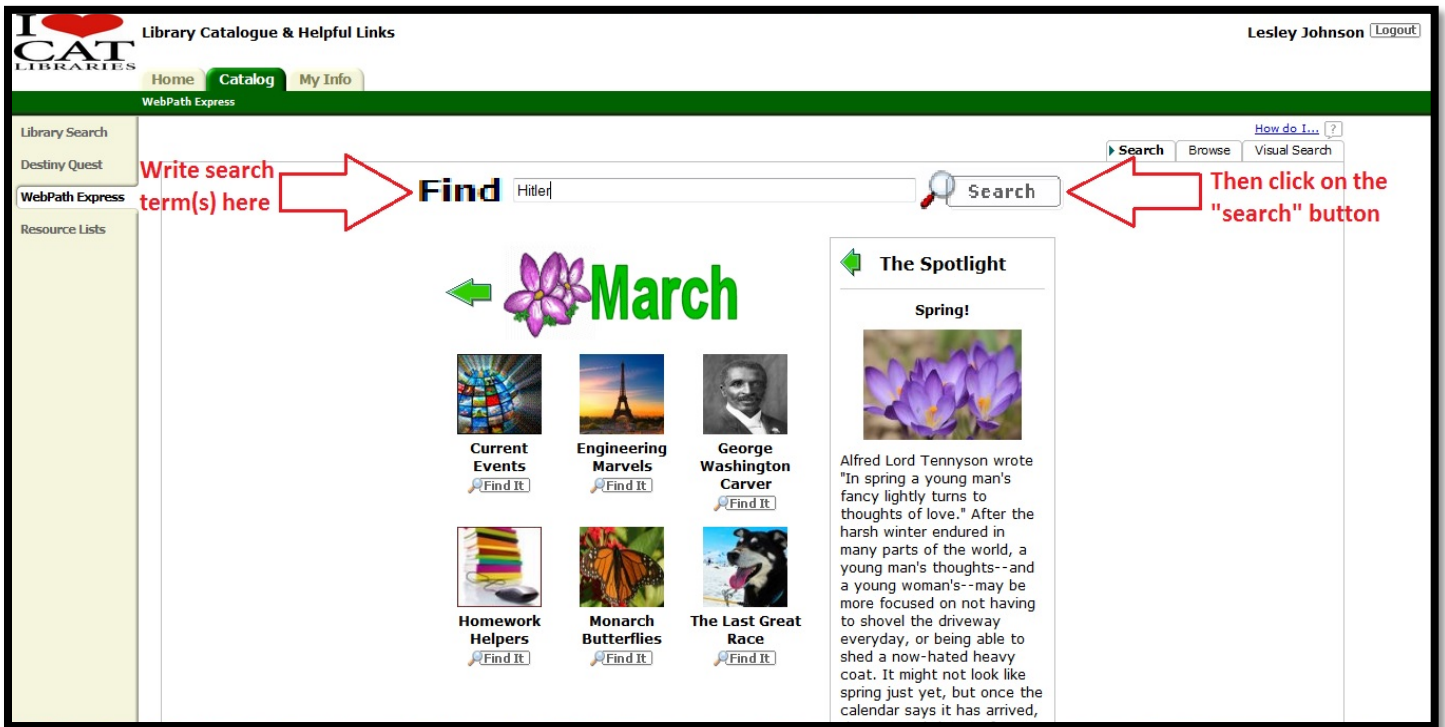 I
CAT
LIBRARIES
Library Catalogue & Helpful Links
Lesley Johnson Logout
Home Catalog My Info
WebPath Express
Library Search
Destiny Quest
WebPath Express
Resource Lists
How do I... ?
Search Browse Visual Search
Write search
term(s) here
Find Hitler Search
Then click on the
"search" button
March
Current
Events
Find It
Engineering
Marvels
Find It
George
Washington
Carver
Find It
Homework
Helpers
Find It
Monarch
Butterflies
Find It
The Last Great
Race
Find It
The Spotlight
Spring!
Alfred Lord Tennyson wrote
"In spring a young man's
fancy lightly turns to
thoughts of love." After the
harsh winter endured in
many parts of the world, a
young man's thoughts--and
a young woman's--may be
more focused on not having
to shovel the driveway
everyday, or being able to
shed a now-hated heavy
coat. It might not look like
spring just yet, but once the
calendar says it has arrived,